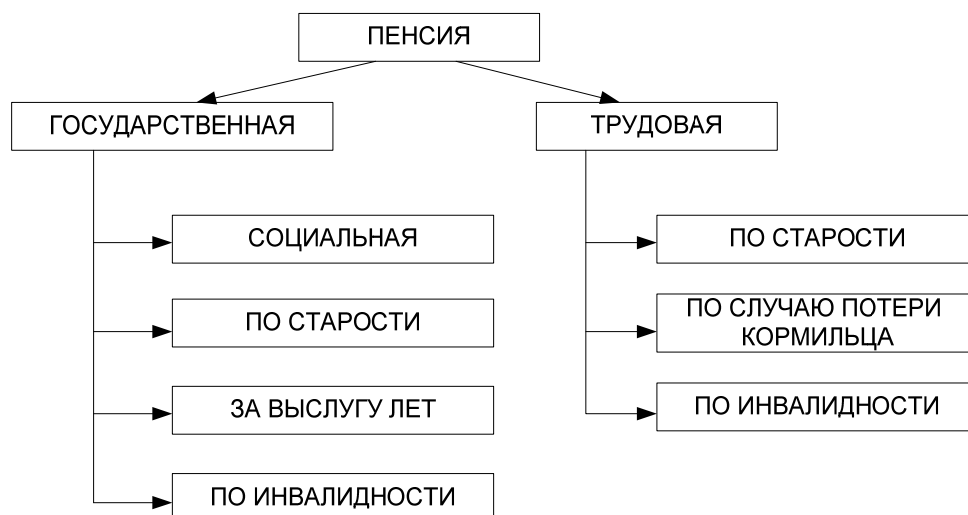 ПЕНСИЯ
ГОСУДАРСТВЕННАЯ
СОЦИАЛЬНАЯ
ПО СТАРОСТИ
ЗА ВЫСЛУГУ ЛЕТ
ПО ИНВАЛИДНОСТИ
ТРУДОВАЯ
ПО СТАРОСТИ
ПО СЛУЧАЮ ПОТЕРИ
КОРМИЛЬЦА
ПО ИНВАЛИДНОСТИ